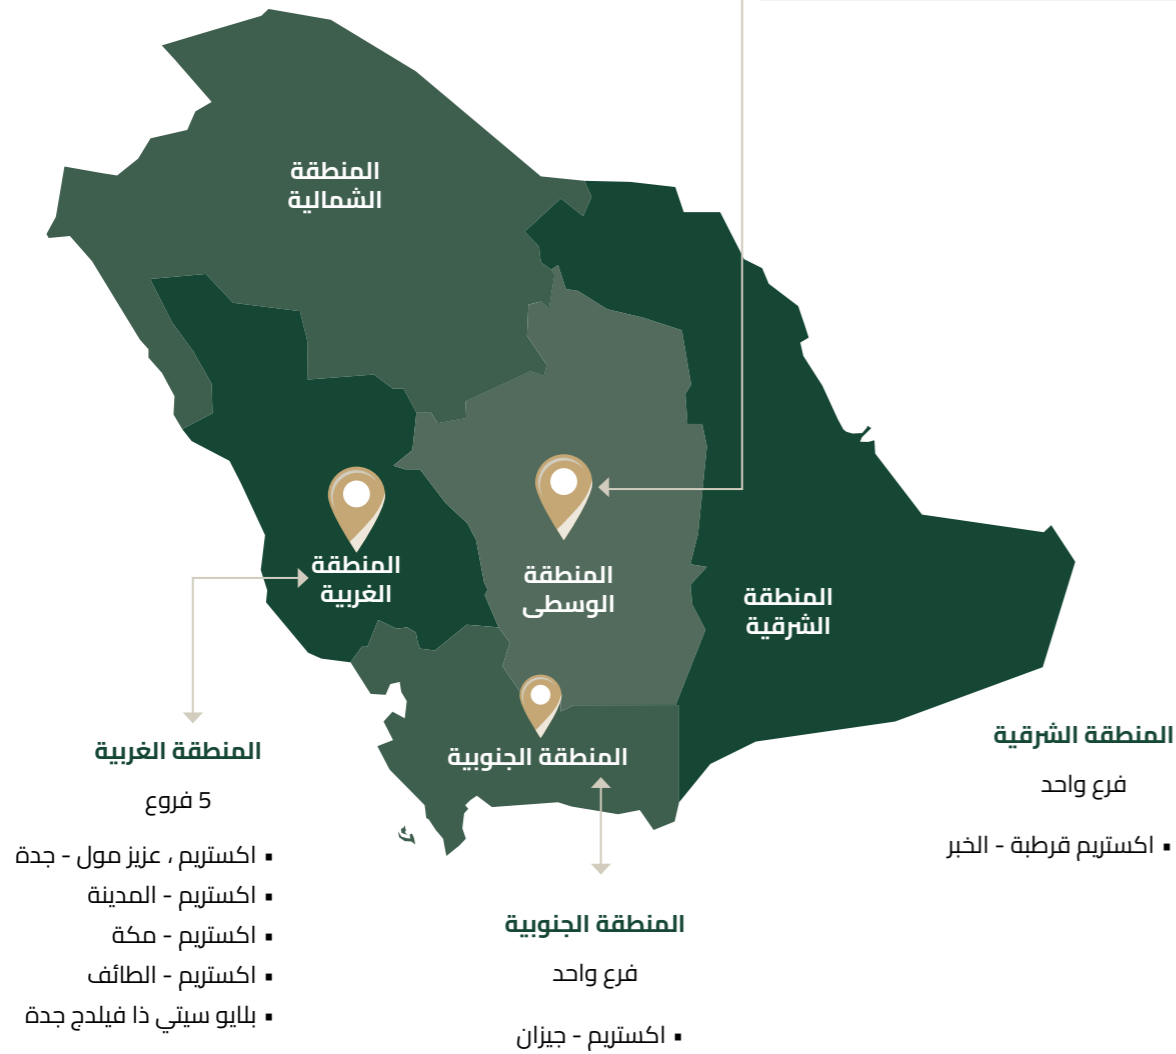 المنطقة
الشمالية
المنطقة
الغربية
المنطقة
الوسطى
المنطقة
الشرقية
المنطقة الجنوبية
المنطقة الشرقية
فرع واحد
▪ اكستريم قرطبة - الخبر
المنطقة الغربية
5 فروع
▪ اكستريم ، عزيز مول - جدة
▪ اكستريم - المدينة
▪ اكستريم - مكة
▪ اكستريم - الطائف
▪ بلايو سيتي ذا فيلدج جدة
المنطقة الجنوبية
فرع واحد
▪ اكستريم - جيزان